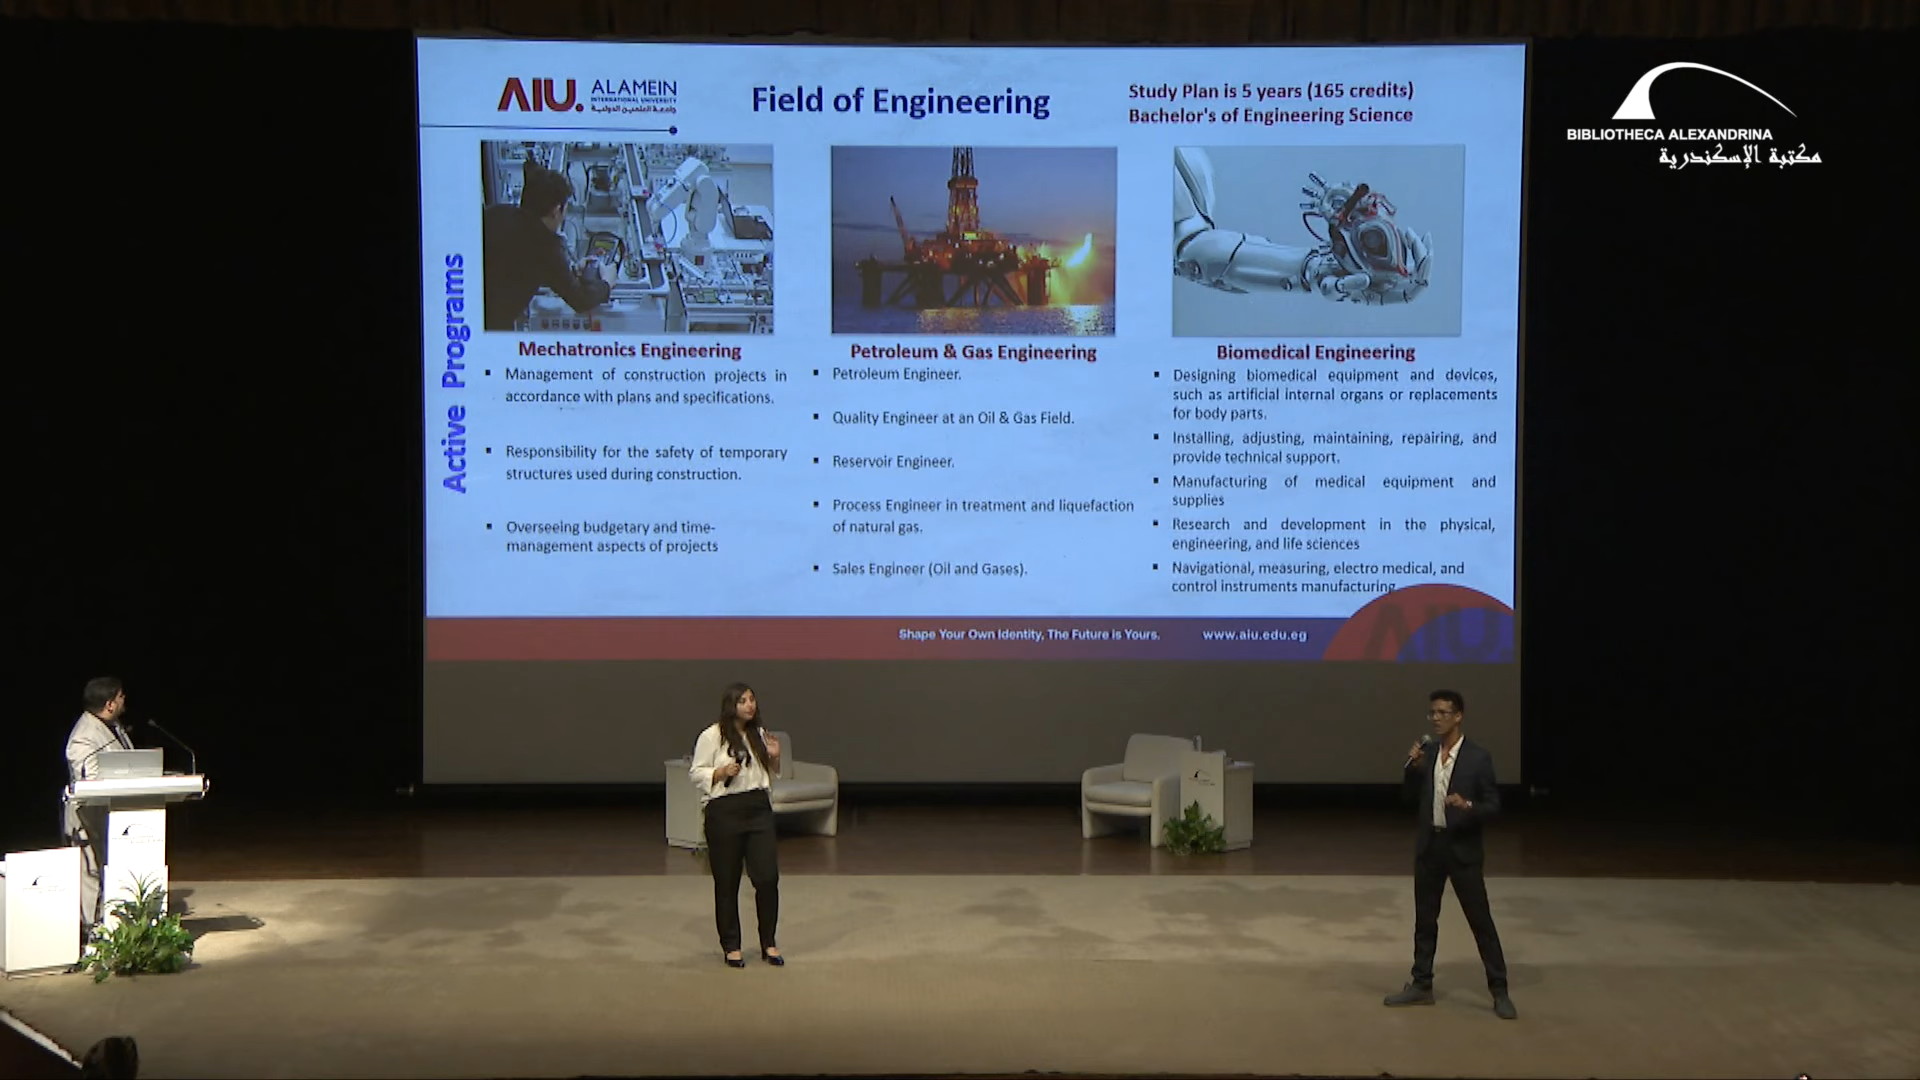 AIU.
ALAMEIN
INTERNATIONAL UNIVERSITY
جامعة العلمين الدولية
Field of Engineering
Study Plan is 5 years (165 credits)
Bachelor's of Engineering Science
BIBLIOTHECA ALEXANDRINA
مكتبة الإسكندرية
Active Programs
Mechatronics Engineering
▪ Management of construction projects in
accordance with plans and specifications.
▪ Responsibility for the safety of temporary
structures used during construction.
▪ Overseeing budgetary and time-
management aspects of projects
Petroleum & Gas Engineering
▪ Petroleum Engineer.
▪ Quality Engineer at an Oil & Gas Field.
▪ Reservoir Engineer.
▪ Process Engineer in treatment and liquefaction
of natural gas.
▪ Sales Engineer (Oil and Gases).
Biomedical Engineering
▪ Designing biomedical equipment and devices,
such as artificial internal organs or replacements
for body parts.
▪ Installing, adjusting, maintaining, repairing, and
provide technical support.
▪ Manufacturing of medical equipment and
supplies
▪ Research and development in the physical,
engineering, and life sciences
▪ Navigational, measuring, electro medical, and
control instruments manufacturing
Shape Your Own Identity, The Future is Yours.
www.aiu.edu.eg
AIU.